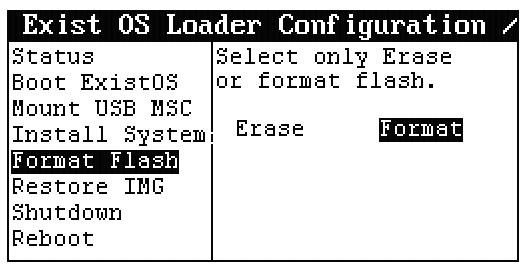 Exist OS Loader Configuration /
Status
Boot ExistOS
Mount USB MSC
Install System
Format Flash
Restore IMG
Shutdown
Reboot
Select only Erase
or format flash.
Erase Format